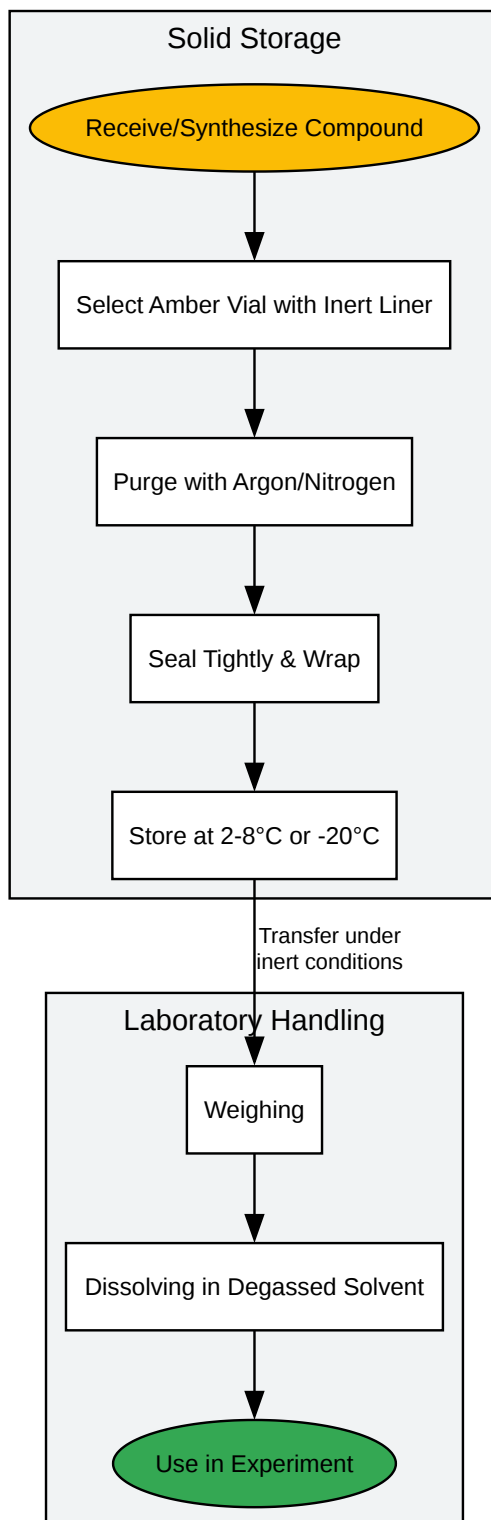 Solid Storage
Receive/Synthesize Compound
Select Amber Vial with Inert Liner
Purge with Argon/Nitrogen
Seal Tightly & Wrap
Store at 2-8°C or -20°C
Transfer under
inert conditions
Laboratory Handling
Weighing
Dissolving in Degassed Solvent
Use in Experiment